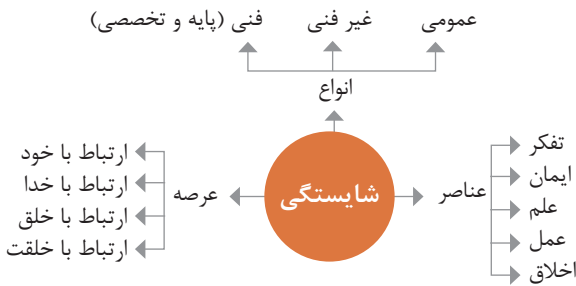 عمومی
غیر فنی
فنی (پایه و تخصصی)
انواع
شایستگی
عناصر
تفکر
ایمان
علم
عمل
اخلاق
عرصه
ارتباط با خود
ارتباط با خدا
ارتباط با خلق
ارتباط با خلقت